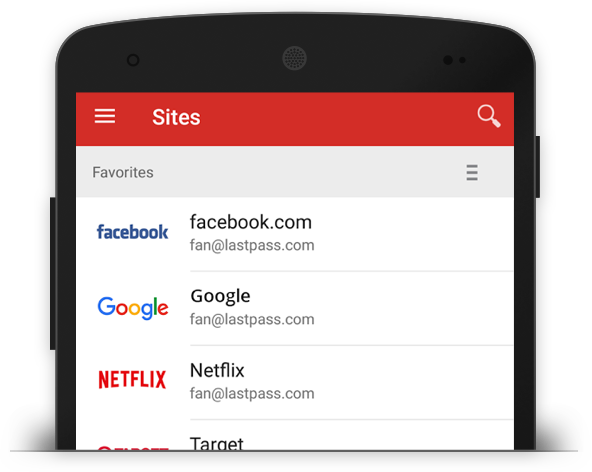 Sites
Favorites
facebook
facebook.com
fan@lastpass.com
Google
Google
fan@lastpass.com
NETFLIX
Netflix
fan@lastpass.com
TARGET
Target